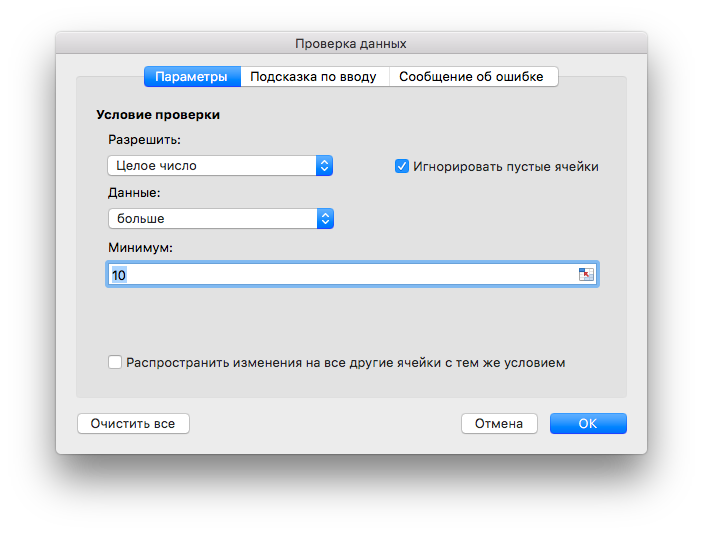 Проверка данных
Параметры Подсказка по вводу Сообщение об ошибке
Условие проверки
Разрешить:
Целое число Игнорировать пустые ячейки
Данные:
больше
Минимум:
10
Распространить изменения на все другие ячейки с тем же условием
Очистить все Отмена ОК